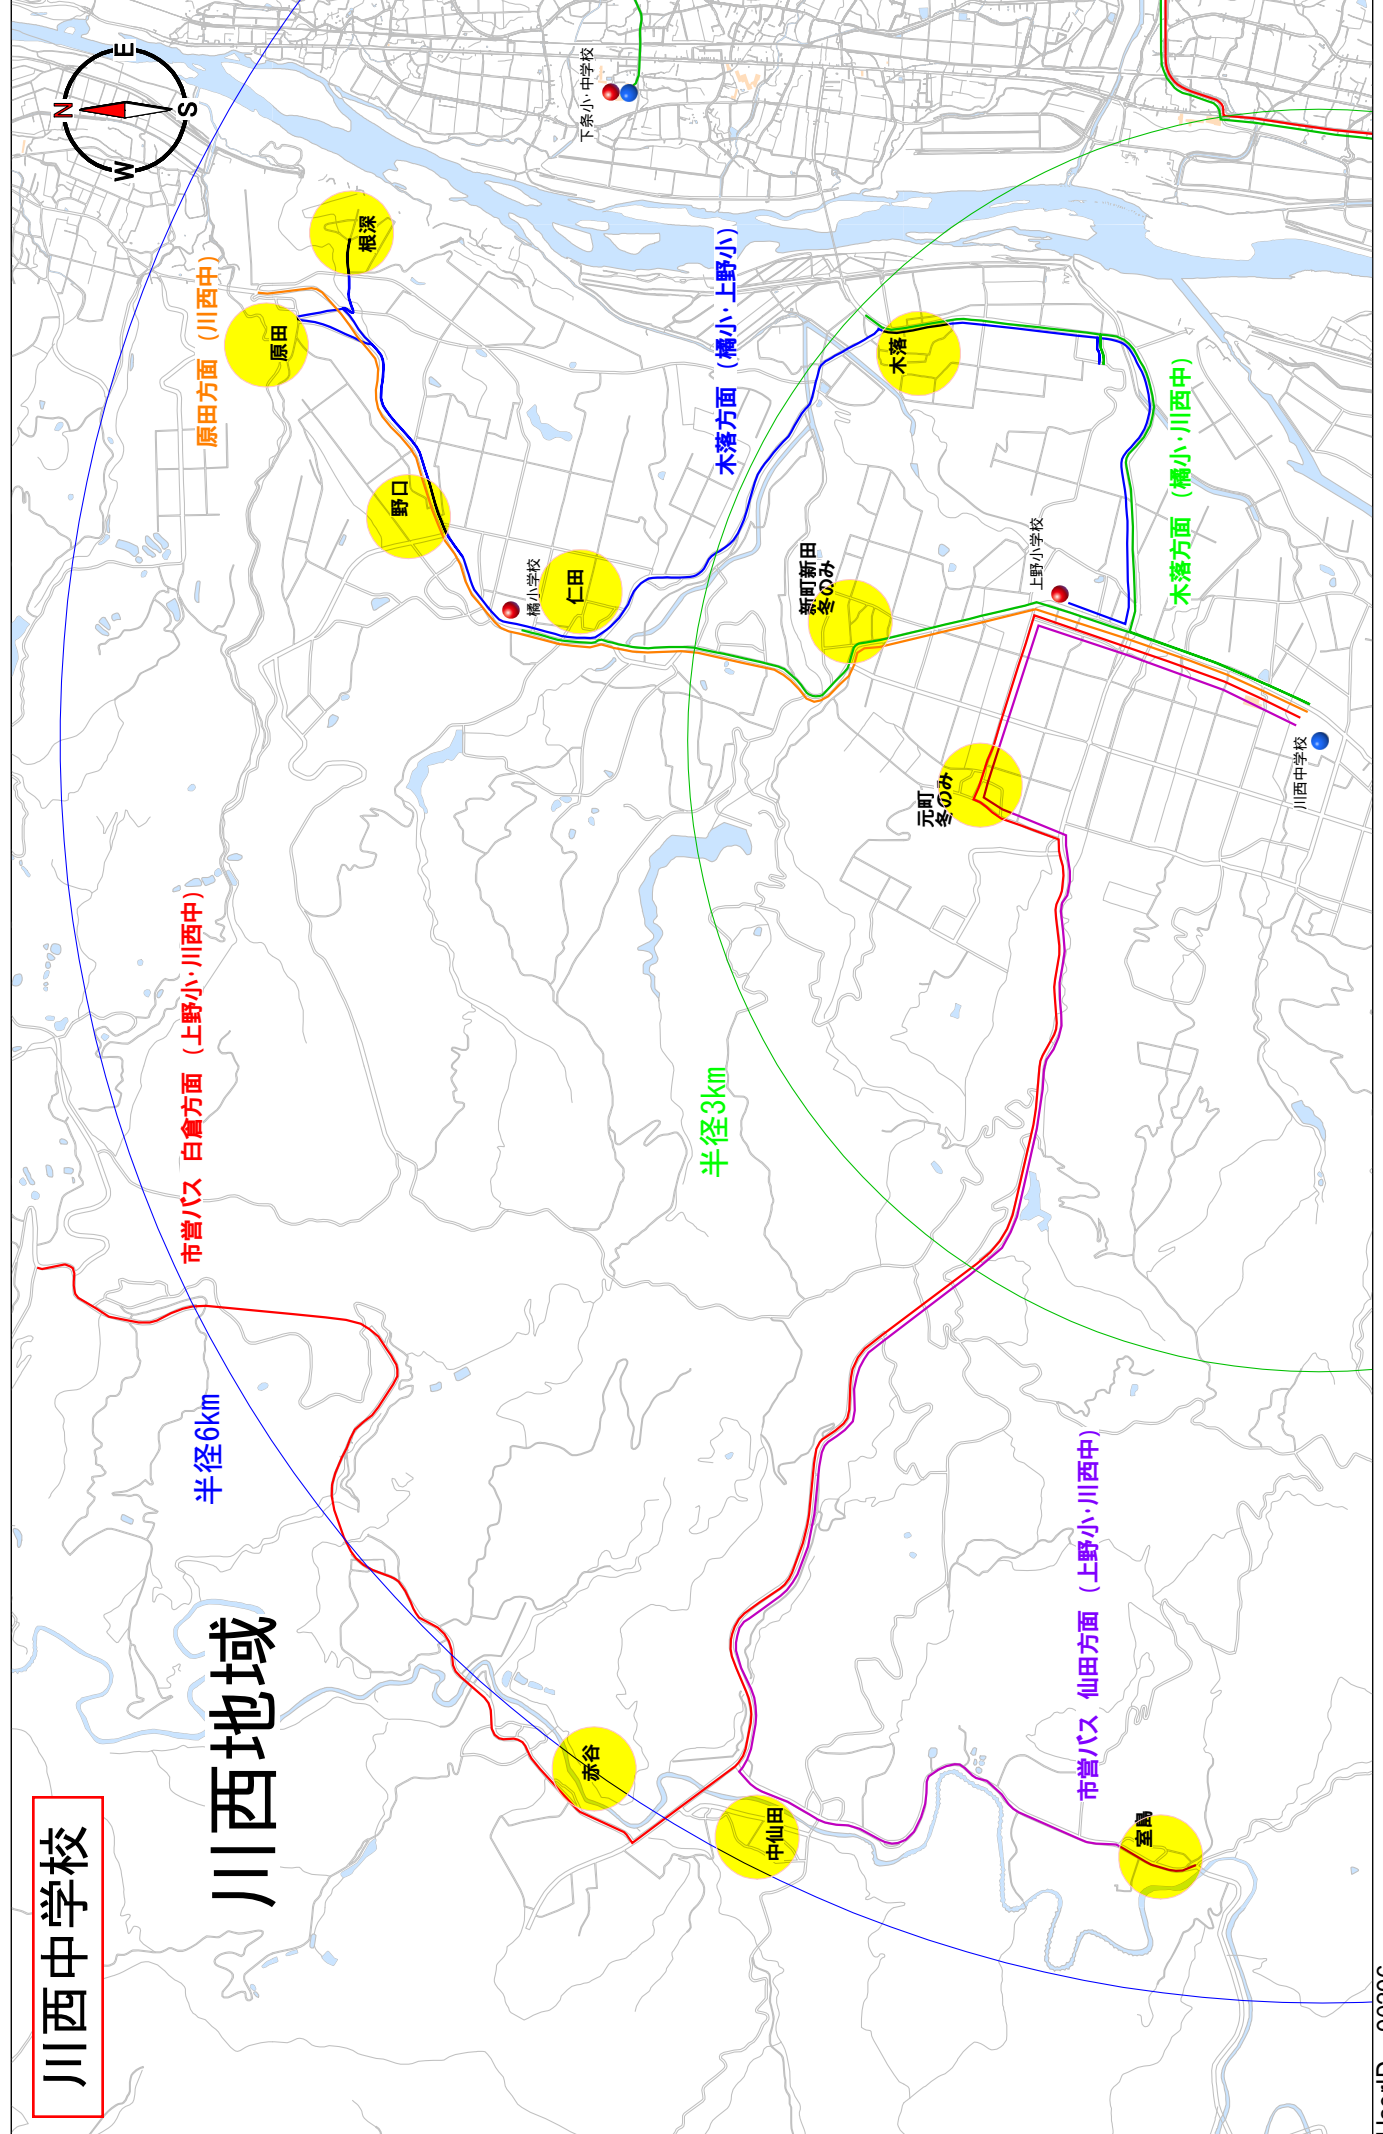 川西中学校
川西地域
N
E
S
W
下条小・中学校
根深
原田方面 (川西中)
原田
木落方面 (橘小・上野小)
木落
木落方面 (橘小・川西中)
野口
橘小学校
仁田
新町新田
冬のみ
上野小学校
川西中学校
元町
冬のみ
市営バス 白倉方面 (上野小・川西中)
半径3km
半径6km
市営バス 仙田方面 (上野小・川西中)
赤谷
中仙田
室島